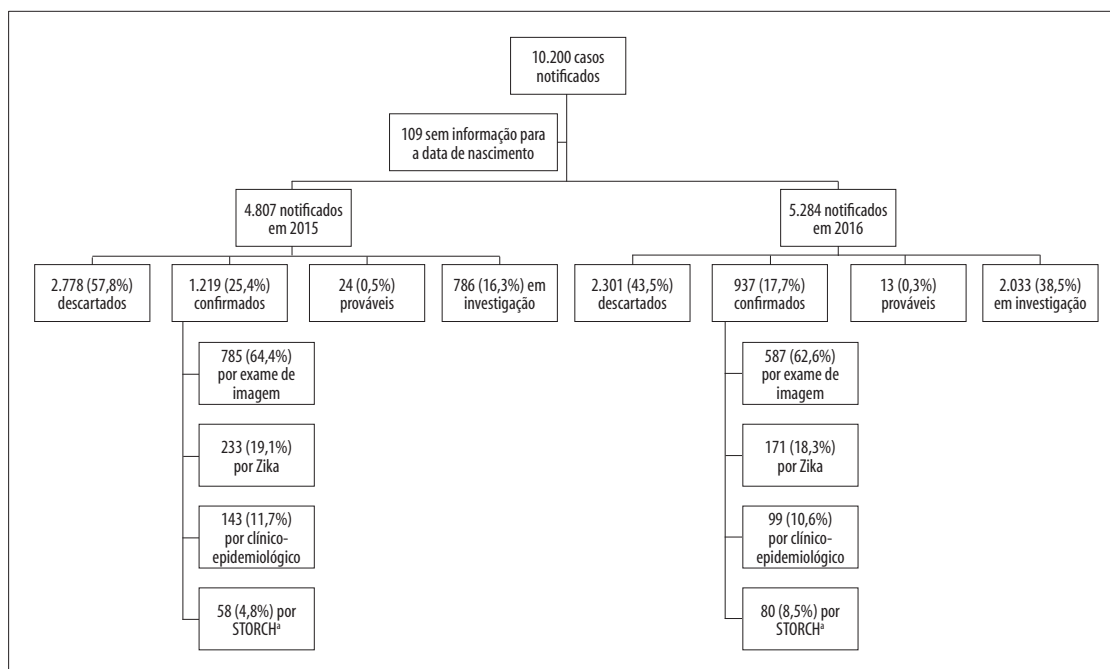 10.200 casos
notificados
109 sem informação para
a data de nascimento
4.807 notificados
em 2015
5.284 notificados
em 2016
2.778 (57,8%)
descartados
1.219 (25,4%)
confirmados
24 (0,5%)
prováveis
786 (16,3%) em
investigação
2.301 (43,5%)
descartados
937 (17,7%)
confirmados
13 (0,3%)
prováveis
2.033 (38,5%)
em investigação
785 (64,4%)
por exame de
imagem
233 (19,1%)
por Zika
143 (11,7%)
por clínico-
epidemiológico
58 (4,8%) por
STORCHª
587 (62,6%)
por exame de
imagem
171 (18,3%)
por Zika
99 (10,6%)
por clínico-
epidemiológico
80 (8,5%) por
STORCHª